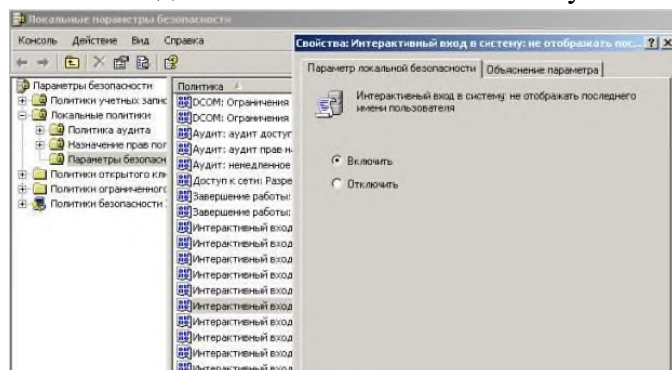 Локальные параметры безопасности
Консоль Действие Вид Справка
Параметры безопасности
Политики учетных запис
Локальные политики
Политика аудита
Назначение прав пол
Параметры безопасн
Политики открытого клю
Политики ограниченного
Политики безопасности
Политика
DCOM: Ограничения
DCOM: Ограничения
Аудит: аудит доступ
Аудит: аудит прав н
Аудит: немедленное
Доступ к сети: Разре
Завершение работы:
Завершение работы:
Интерактивный вход
Интерактивный вход
Интерактивный вход
Интерактивный вход
Интерактивный вход
Интерактивный вход
Интерактивный вход
Интерактивный вход
Интерактивный вход
Интерактивный вход
Свойства: Интерактивный вход в систему: не отображать пос...
Параметр локальной безопасности Объяснение параметра
Интерактивный вход в систему: не отображать последнего
имени пользователя
Включить
Отключить